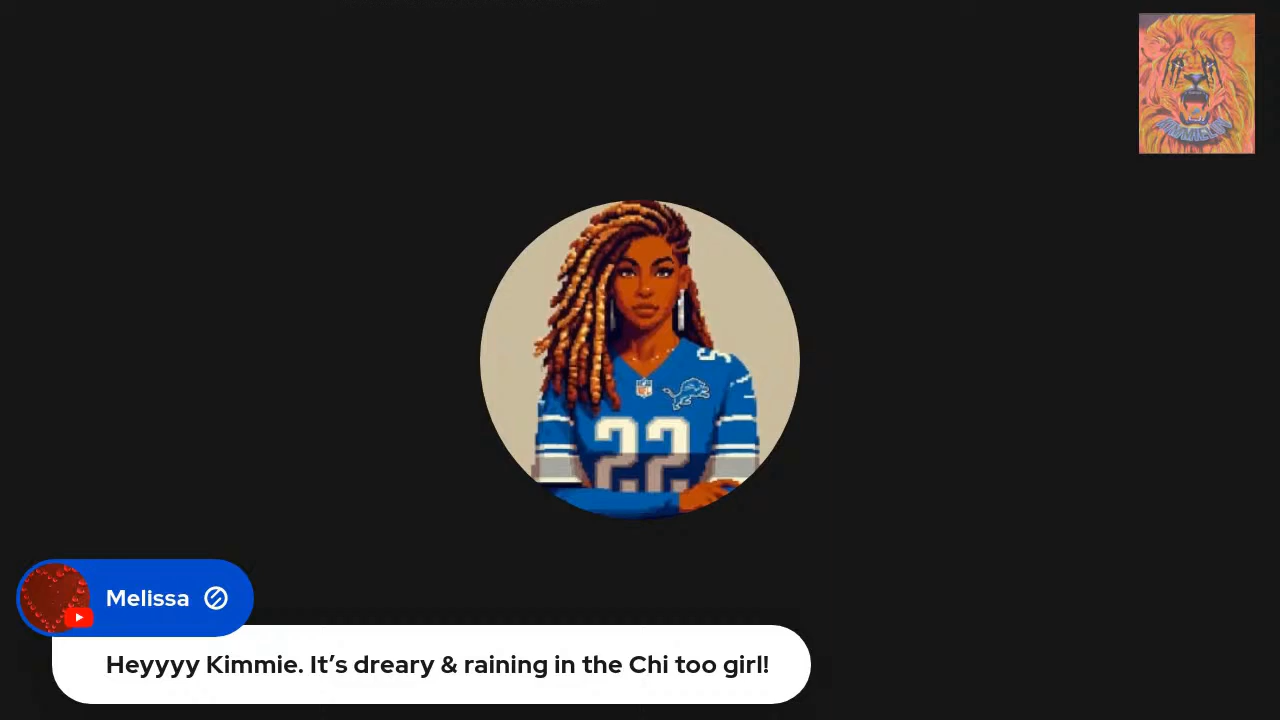 22
Melissa
Heyyyy Kimmie. It’s dreary & raining in the Chi too girl!